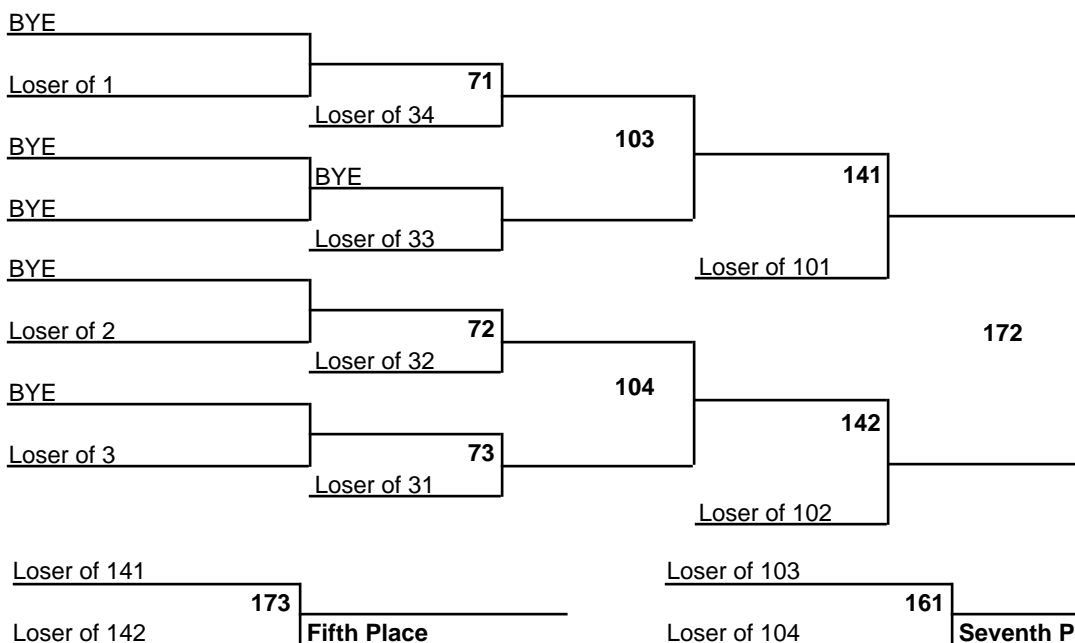 BYE
Loser of 1
71
Loser of 34
103
BYE
BYE
141
BYE
Loser of 33
Loser of 101
BYE
Loser of 2
72
172
Loser of 32
104
BYE
142
Loser of 3
73
Loser of 31
Loser of 102
Loser of 141
Loser of 103
173
161
Loser of 142
Fifth Place
Loser of 104
Seventh P